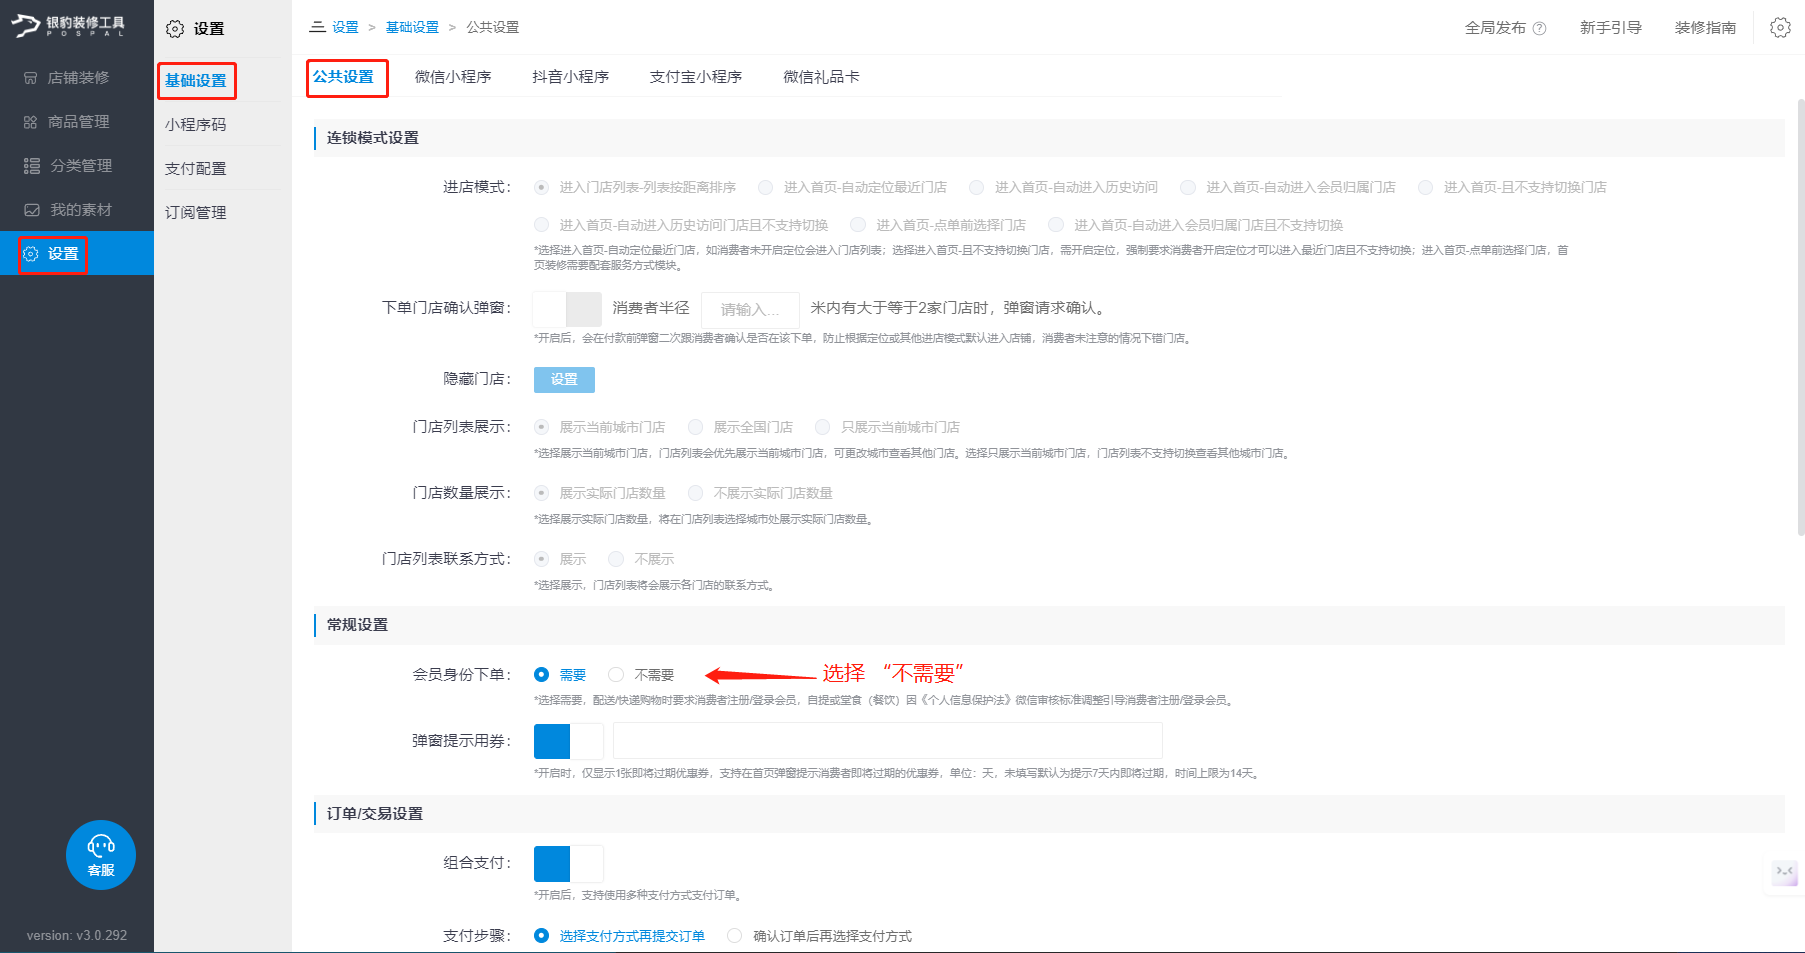 银豹装修工具
POSPAL
店铺装修
商品管理
分类管理
我的素材
设置
客服
version: v3.0.292
设置
基础设置
小程序码
支付配置
订阅管理
设置 > 基础设置 > 公共设置
全局发布 ?
新手引导
装修指南
公共设置 微信小程序 抖音小程序 支付宝小程序 微信礼品卡
连锁模式设置
进店模式： 进入门店列表-列表按距离排序 进入首页-自动定位最近门店 进入首页-自动进入历史访问 进入首页-自动进入会员归属门店 进入首页-且不支持切换门店
进入首页-自动进入历史访问门店且不支持切换 进入首页-点单前选择门店 进入首页-自动进入会员归属门店且不支持切换
*选择进入首页-自动定位最近门店，如消费者未开启定位会进入门店列表；选择进入首页-且不支持切换门店，需开启定位，强制要求消费者开启定位才可以进入最近门店且不支持切换；进入首页-点单前选择门店，首
页装修需要配套服务方式模块。
下单门店确认弹窗： 消费者半径 请输入... 米内有大于等于2家门店时，弹窗请求确认。
*开启后，会在付款前弹窗二次跟消费者确认是否在该下单，防止根据定位或其他进店模式默认进入店铺，消费者未注意的情况下错门店。
隐藏门店： 设置
门店列表展示： 展示当前城市门店 展示全国门店 只展示当前城市门店
*选择展示当前城市门店，门店列表会优先展示当前城市门店，可更改城市查看其他门店。选择只展示当前城市门店，门店列表不支持切换查看其他城市门店。
门店数量展示： 展示实际门店数量 不展示实际门店数量
*选择展示实际门店数量，将在门店列表选择城市处展示实际门店数量。
门店列表联系方式： 展示 不展示
*选择展示，门店列表将会展示各门店的联系方式。
常规设置
会员身份下单： 需要 不需要 选择 “不需要”
*选择需要，配送/快递购物时要求消费者注册/登录会员，自提或堂食（餐饮）因《个人信息保护法》微信审核标准调整引导消费者注册/登录会员。
弹窗提示用券：
*开启时，仅显示1张即将过期优惠券，支持在首页弹窗提示消费者即将过期的优惠券，单位：天，未填写默认为提示7天内即将过期，时间上限为14天。
订单/交易设置
组合支付：
*开启后，支持使用多种支付方式支付订单。
支付步骤： 选择支付方式再提交订单 确认订单后再选择支付方式